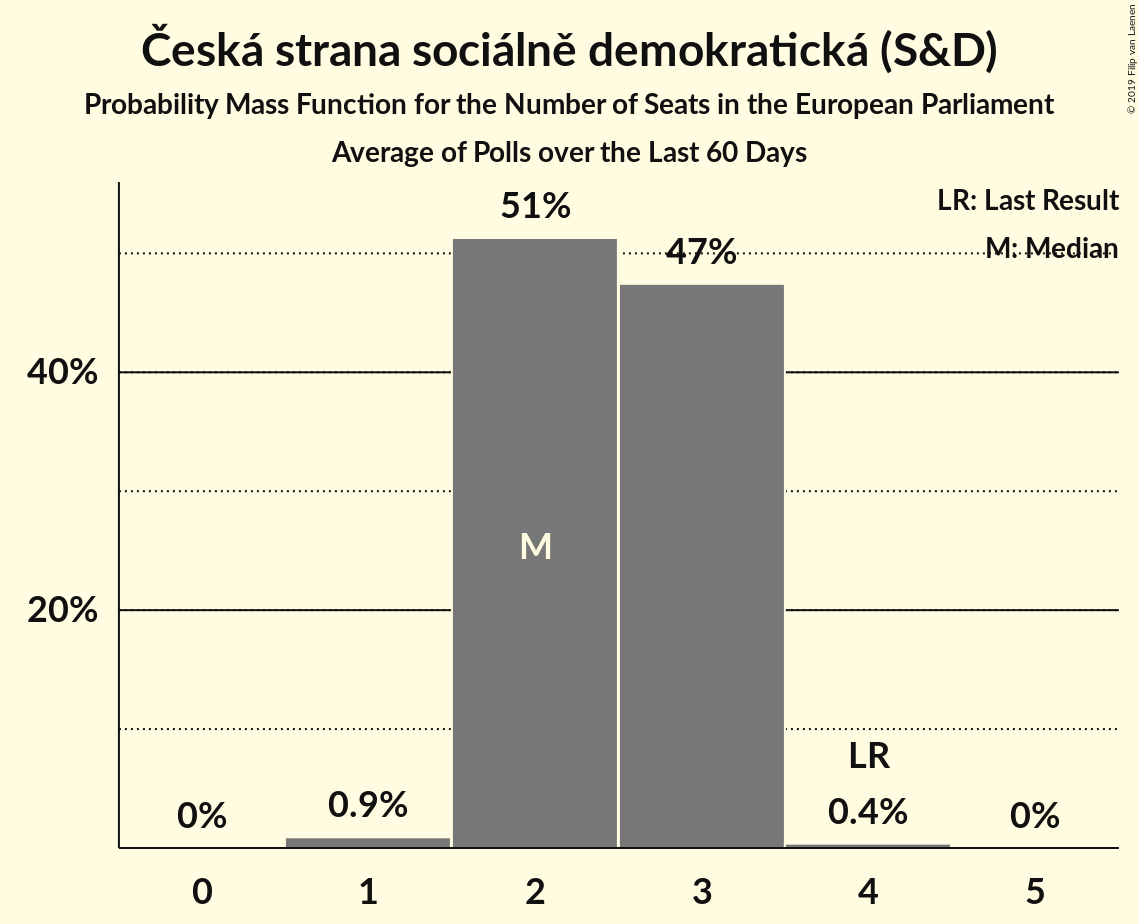 Česká strana sociálně demokratická (S&D)
Probability Mass Function for the Number of Seats in the European Parliament
Average of Polls over the Last 60 Days
© 2019 Filip van Laenen
LR: Last Result
M: Median
51%
47%
40%
M
20%
LR
0%
0.9%
0.4%
0%
0 1 2 3 4 5